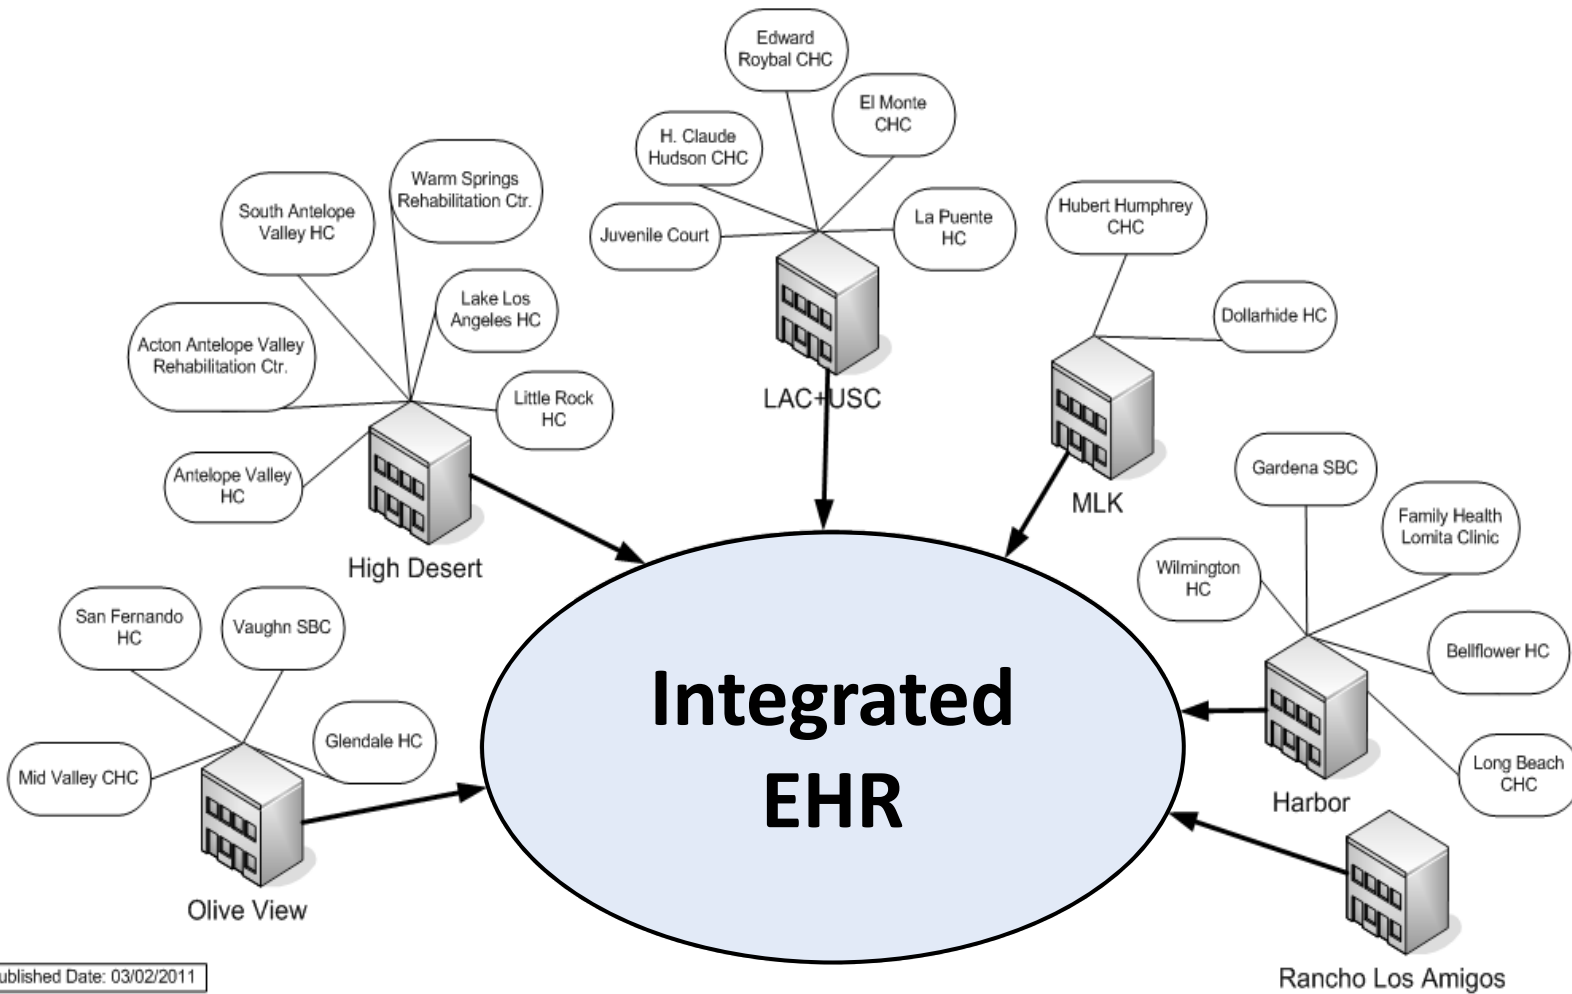 Edward
Roybal CHC
El Monte
CHC
H. Claude
Hudson CHC
Juvenile Court
La Puente
HC
LAC+USC
Warm Springs
Rehabilitation Ctr.
South Antelope
Valley HC
Lake Los
Angeles HC
Acton Antelope Valley
Rehabilitation Ctr.
Little Rock
HC
Antelope Valley
HC
High Desert
Hubert Humphrey
CHC
Dollarhide HC
MLK
Gardena SBC
Family Health
Lomita Clinic
Wilmington
HC
Bellflower HC
Long Beach
CHC
Harbor
San Fernando
HC
Vaughn SBC
Glendale HC
Mid Valley CHC
Olive View
Integrated
EHR
Rancho Los Amigos
ublished Date: 03/02/2011